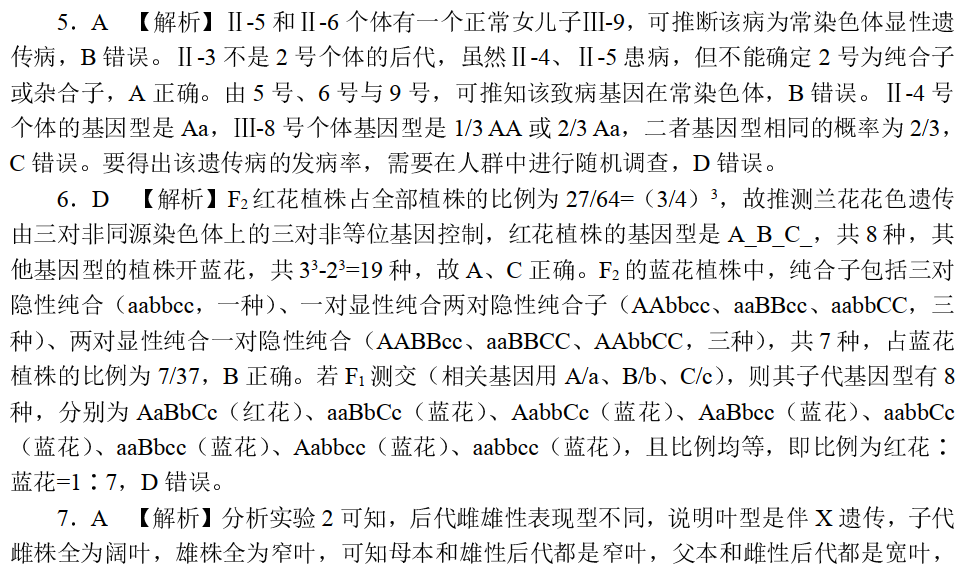 5．A 【解析】Ⅱ-5 和Ⅱ-6 个体有一个正常女儿子Ⅲ-9，可推断该病为常染色体显性遗
传病，B 错误。Ⅱ-3 不是 2 号个体的后代，虽然Ⅱ-4、Ⅱ-5 患病，但不能确定 2 号为纯合子
或杂合子，A 正确。由 5 号、6 号与 9 号，可推知该致病基因在常染色体，B 错误。Ⅱ-4 号
个体的基因型是 Aa，Ⅲ-8 号个体基因型是 1/3 AA 或 2/3 Aa，二者基因型相同的概率为 2/3，
C 错误。要得出该遗传病的发病率，需要在人群中进行随机调查，D 错误。
6．D 【解析】F₂红花植株占全部植株的比例为 27/64=（3/4）³，故推测兰花花色遗传
由三对非同源染色体上的三对非等位基因控制，红花植株的基因型是 A_B_C_，共 8 种，其
他基因型的植株开蓝花，共 3³-2³=19 种，故 A、C 正确。F₂ 的蓝花植株中，纯合子包括三对
隐性纯合（aabbcc，一种）、一对显性纯合两对隐性纯合子（AAbbcc、aaBBcc、aabbCC，三
种）、两对显性纯合一对隐性纯合（AABBcc、aaBBCC、AAbbCC，三种），共 7 种，占蓝花
植株的比例为 7/37，B 正确。若 F₁ 测交（相关基因用 A/a、B/b、C/c），则其子代基因型有 8
种，分别为 AaBbCc（红花）、aaBbCc（蓝花）、AabbCc（蓝花）、AaBbcc（蓝花）、aabbCc
（蓝花）、aaBbcc（蓝花）、Aabbcc（蓝花）、aabbcc（蓝花），且比例均等，即比例为红花∶
蓝花=1∶7，D 错误。
7．A 【解析】分析实验 2 可知，后代雌雄性表现型不同，说明叶型是伴 X 遗传，子代
雌株全为阔叶，雄株全为窄叶，可知母本和雄性后代都是窄叶，父本和雌性后代都是宽叶，